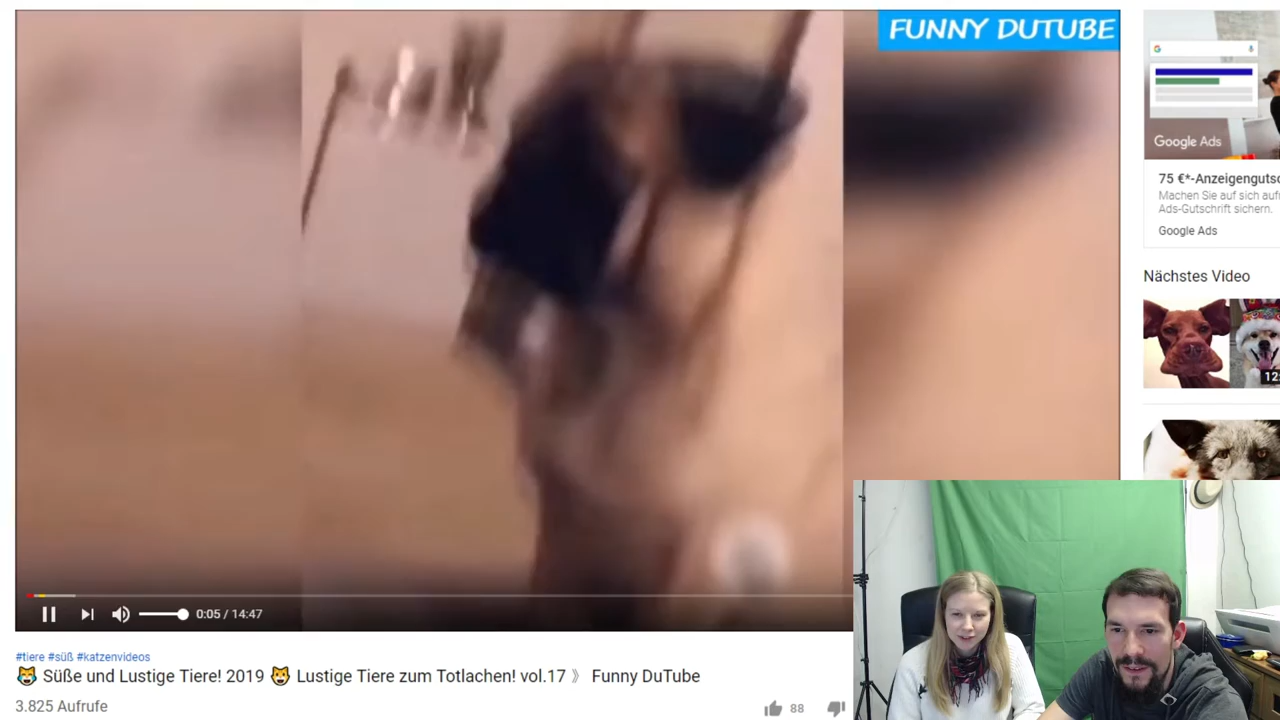 FUNNY DUTUBE
Google Ads
75 €*-Anzeigengutsc
Machen Sie auf sich auf
Ads-Gutschrift sichern.
Google Ads
Nächstes Video
12:
0:05 / 14:47
#tiere #süß #katzenvideos
Süße und Lustige Tiere! 2019 Lustige Tiere zum Totlachen! vol.17 》 Funny DuTube
3.825 Aufrufe
88